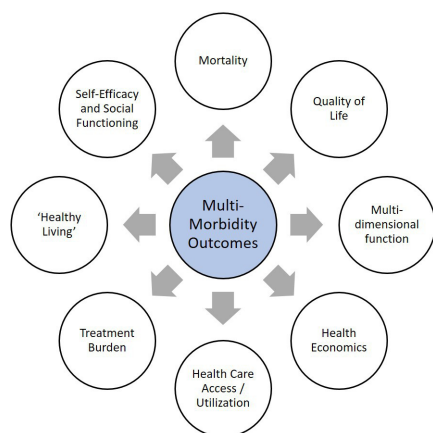 Mortality
Quality of
Life
Multi-
dimensional
function
Health
Economics
Health Care
Access /
Utilization
Treatment
Burden
'Healthy
Living'
Self-Efficacy
and Social
Functioning
Multi-
Morbidity
Outcomes